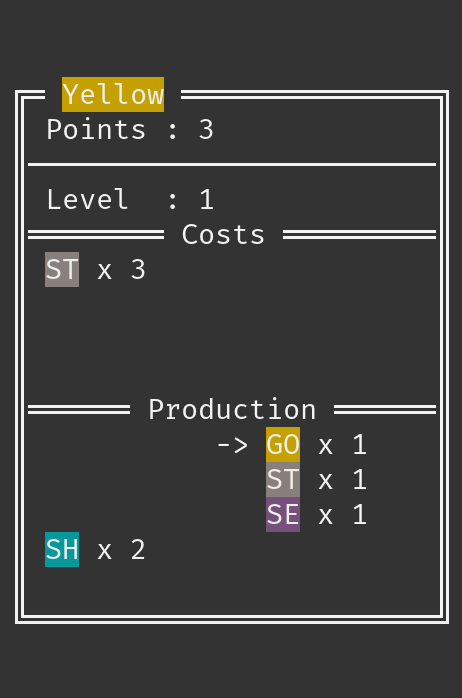 Yellow
Points : 3
Level : 1
Costs
ST x 3
Production
-> GO x 1
ST x 1
SE x 1
SH x 2